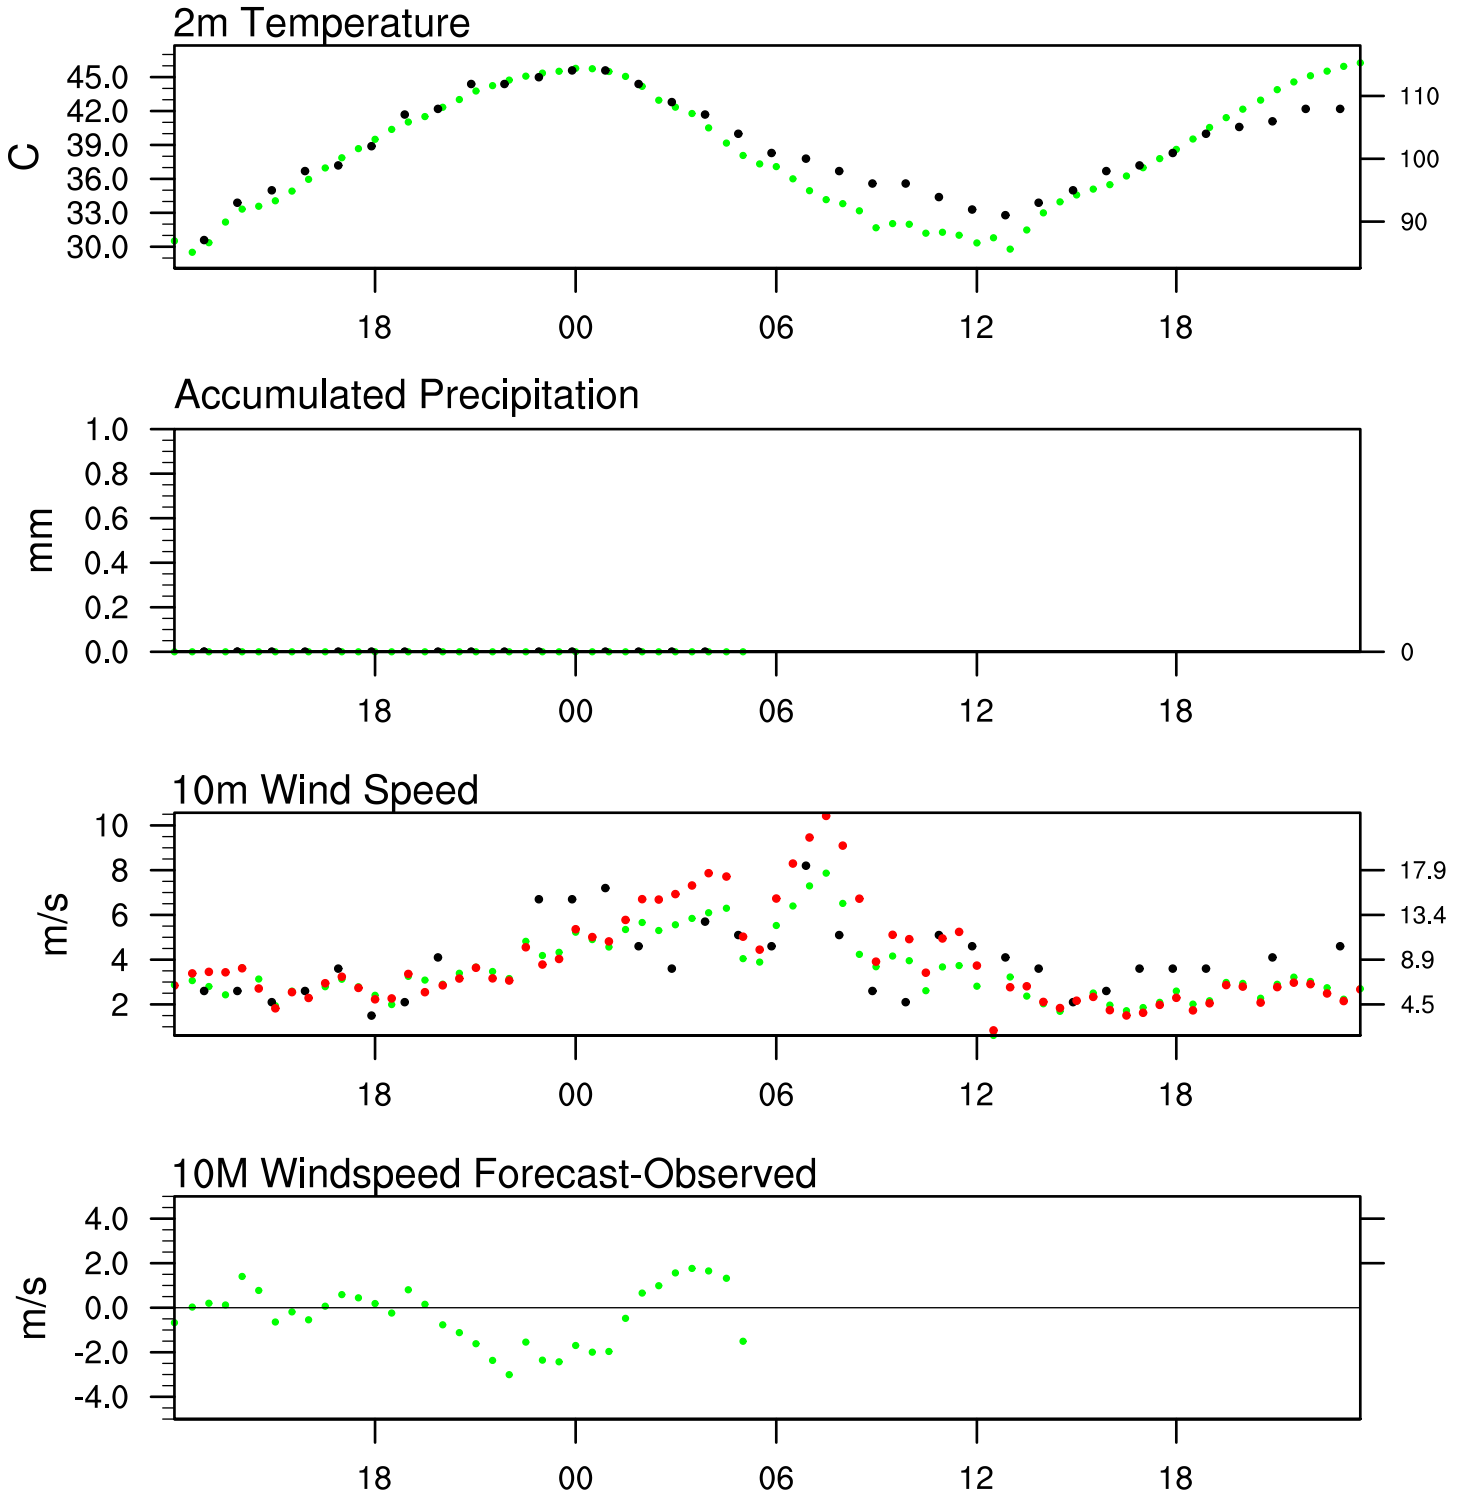 2m Temperature
45.0
42.0
39.0
36.0
33.0
30.0
C
110
100
90
18 00 06 12 18
Accumulated Precipitation
1.0
0.8
0.6
0.4
0.2
0.0
mm
0
18 00 06 12 18
10m Wind Speed
10
8
6
4
2
m/s
17.9
13.4
8.9
4.5
18 00 06 12 18
10M Windspeed Forecast-Observed
4.0
2.0
0.0
-2.0
-4.0
m/s
18 00 06 12 18